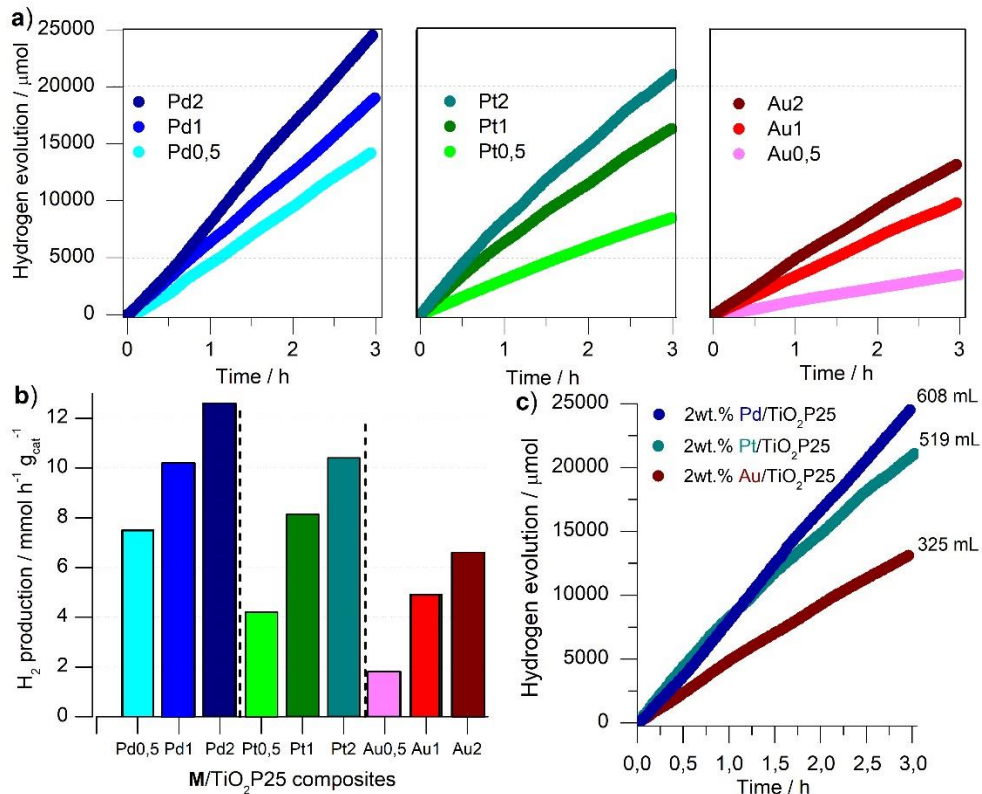 a)
25000
20000
15000
10000
5000
0
Hydrogen evolution / μmol
Pd2
Pd1
Pd0,5
0 1 2 3
Time / h
Pt2
Pt1
Pt0,5
0 1 2 3
Time / h
Au2
Au1
Au0,5
0 1 2 3
Time / h
b)
12
10
8
6
4
2
0
H₂ production / mmol h⁻¹ g_cat⁻¹
Pd0,5 Pd1 Pd2 Pt0,5 Pt1 Pt2 Au0,5 Au1 Au2
M/TiO₂P25 composites
c)
25000
20000
15000
10000
5000
0
Hydrogen evolution / μmol
2wt.% Pd/TiO₂P25
2wt.% Pt/TiO₂P25
2wt.% Au/TiO₂P25
608 mL
519 mL
325 mL
0,0 0,5 1,0 1,5 2,0 2,5 3,0
Time / h